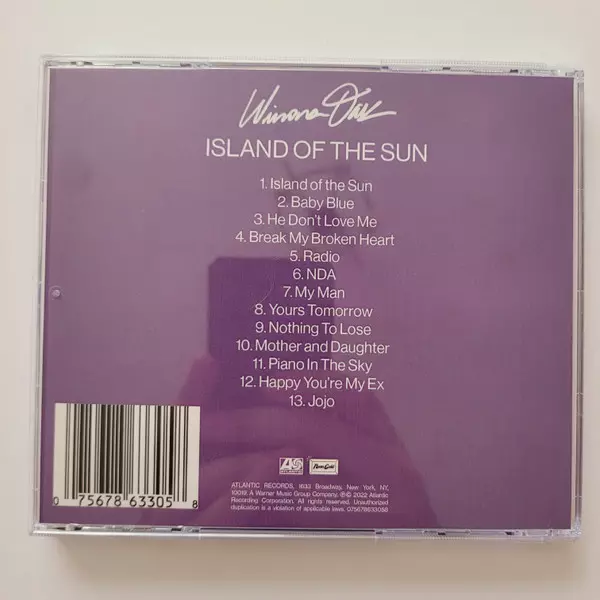 Winona Oak
ISLAND OF THE SUN
1. Island of the Sun
2. Baby Blue
3. He Don't Love Me
4. Break My Broken Heart
5. Radio
6. NDA
7. My Man
8. Yours Tomorrow
9. Nothing To Lose
10. Mother and Daughter
11. Piano In The Sky
12. Happy You're My Ex
13. Jojo
ATLANTIC
0 75678 63305 8
ATLANTIC RECORDS, 1633 Broadway, New York, NY,
10019. A Warner Music Group Company. ℗© 2022 Atlantic
Recording Corporation. All rights reserved. Unauthorized
duplication is a violation of applicable laws. 075678633058